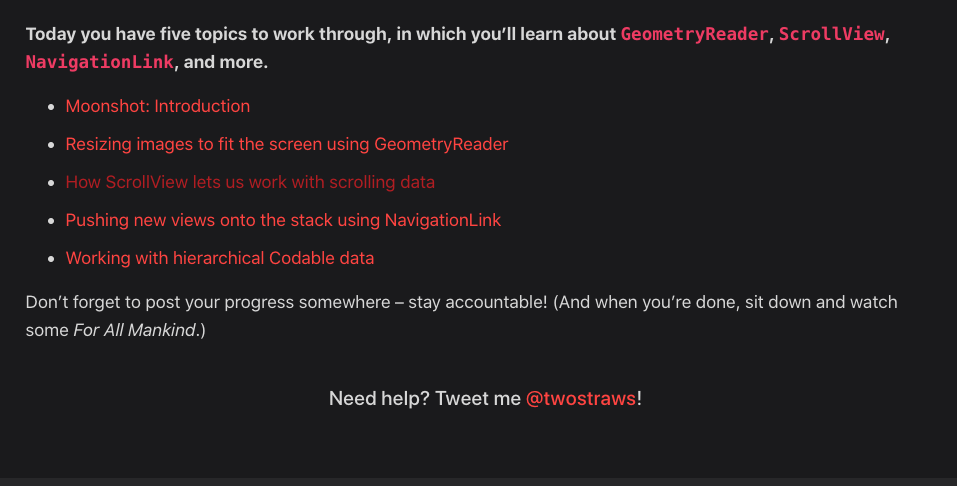 Today you have five topics to work through, in which you’ll learn about GeometryReader, ScrollView,
NavigationLink, and more.
Moonshot: Introduction
Resizing images to fit the screen using GeometryReader
How ScrollView lets us work with scrolling data
Pushing new views onto the stack using NavigationLink
Working with hierarchical Codable data
Don’t forget to post your progress somewhere – stay accountable! (And when you’re done, sit down and watch
some For All Mankind.)
Need help? Tweet me @twostraws!